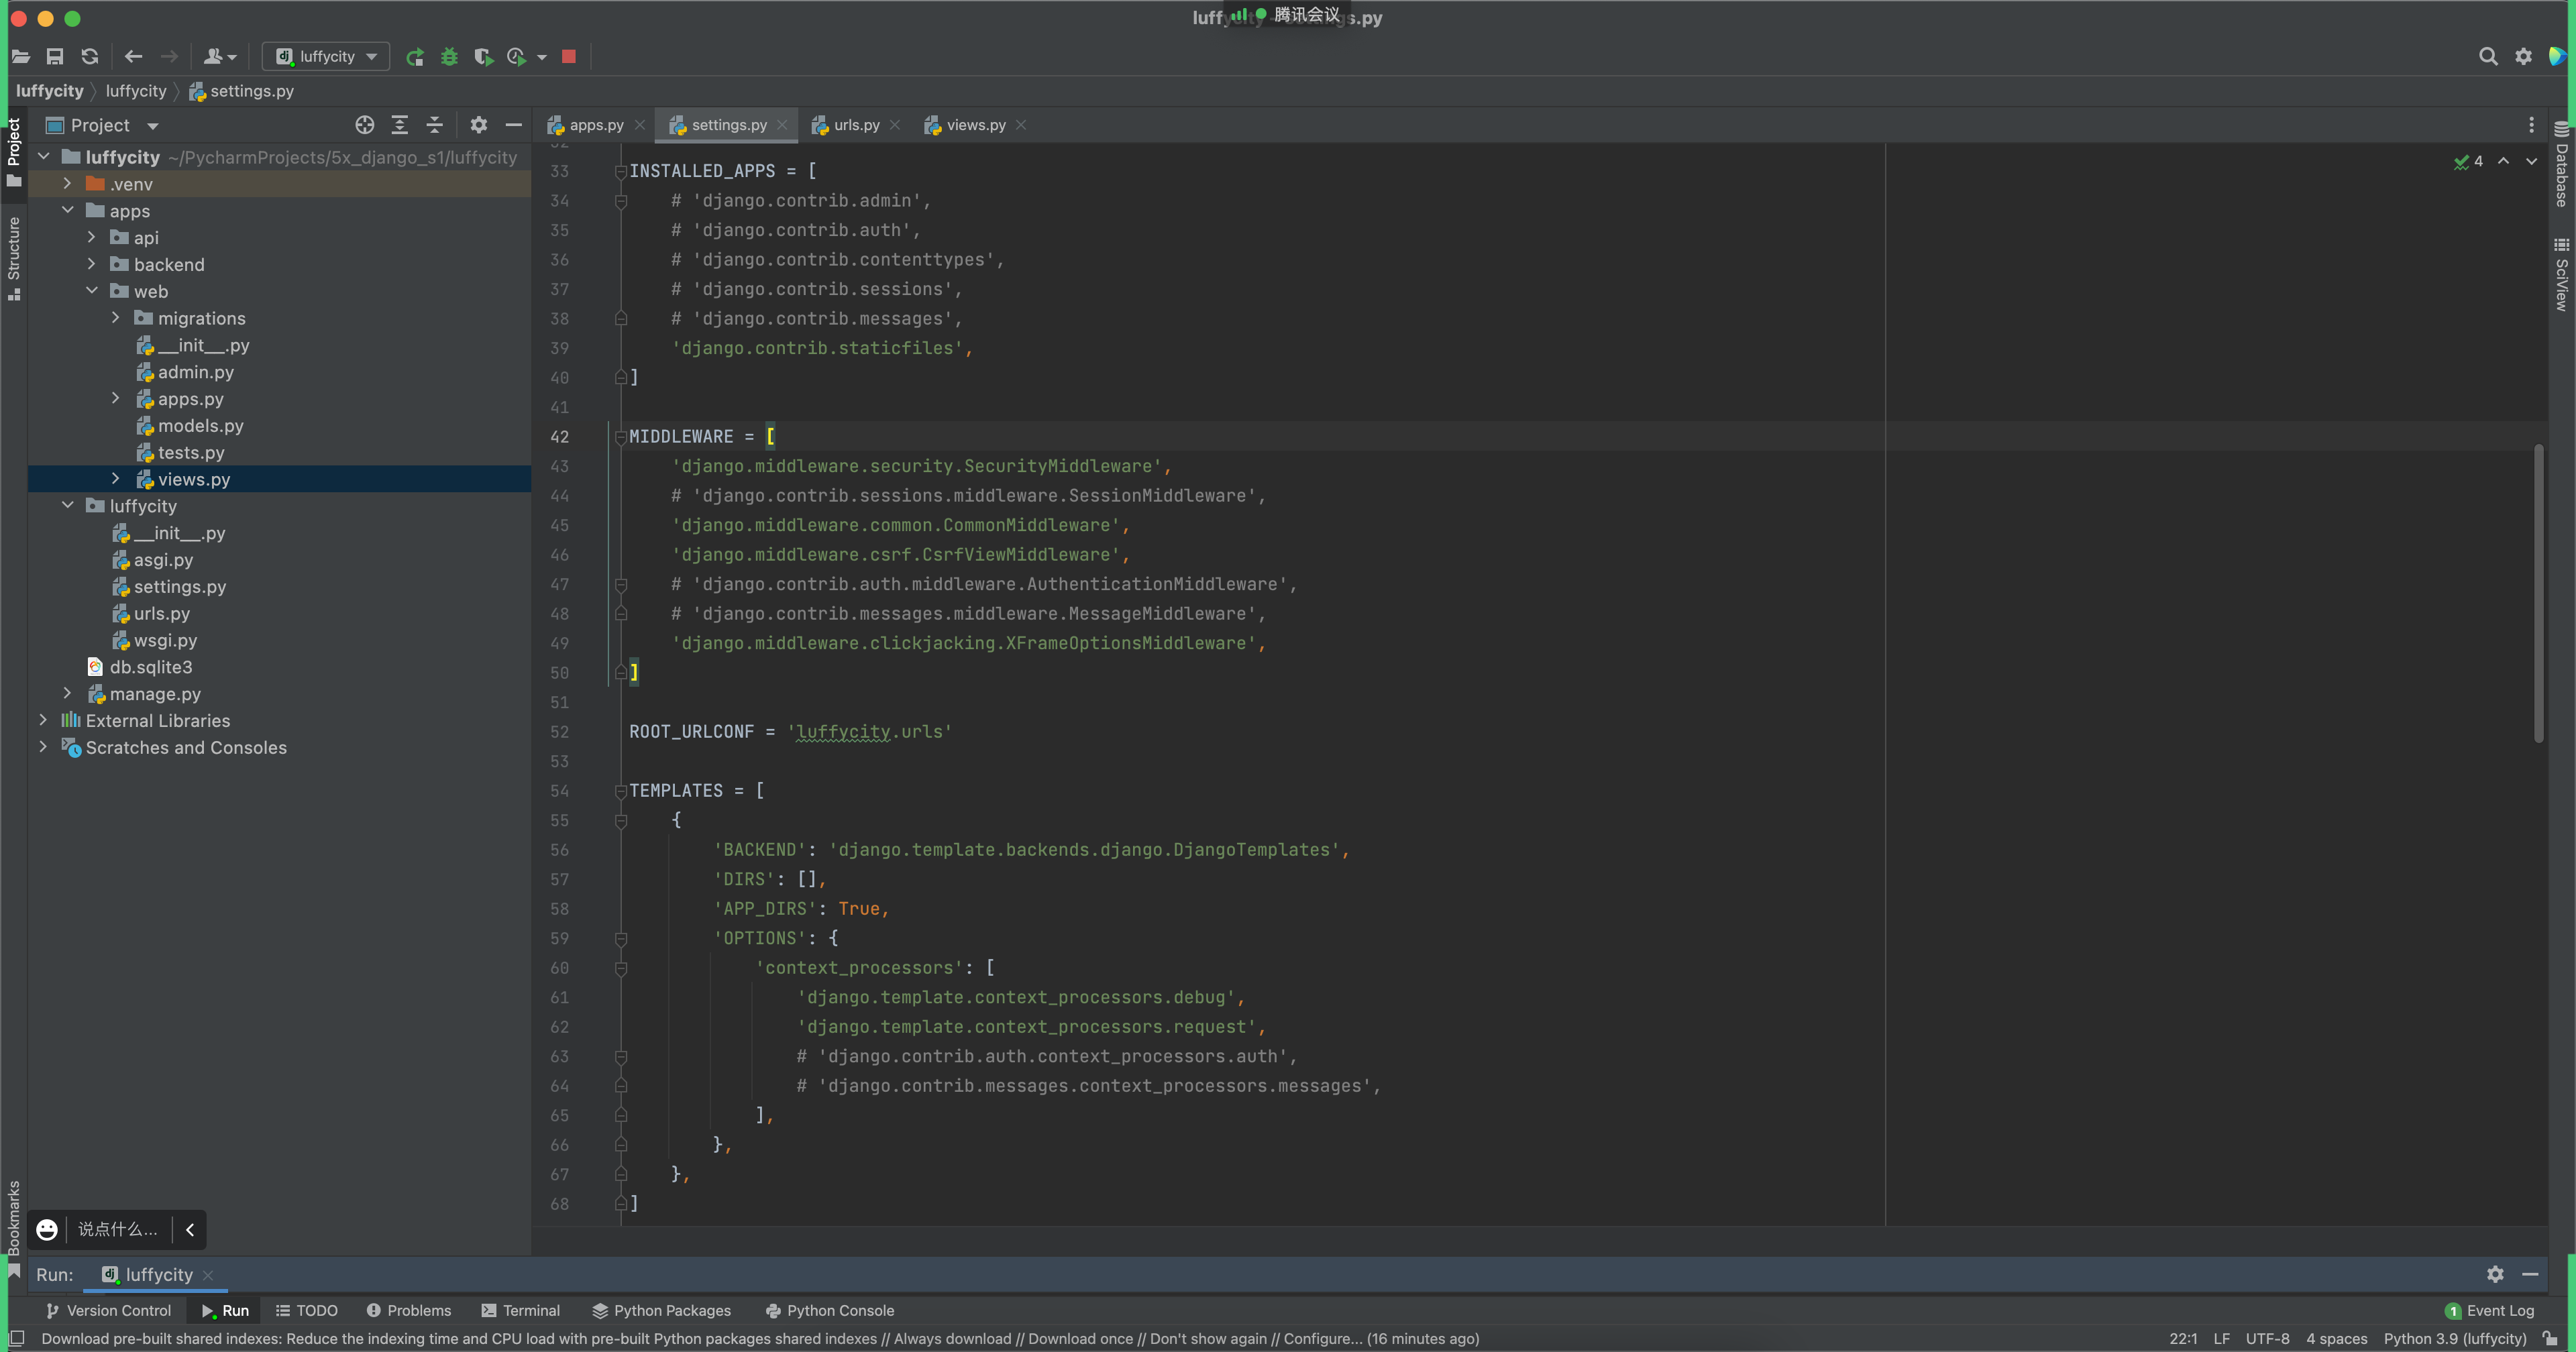 腾讯会议
luffycity
luffycity
luffycity
settings.py
Project
apps.py
settings.py
urls.py
views.py
Project
Structure
Bookmarks
Database
SciView
luffycity ~/PycharmProjects/5x_django_s1/luffycity
.venv
apps
api
backend
web
migrations
__init__.py
admin.py
apps.py
models.py
tests.py
views.py
luffycity
__init__.py
asgi.py
settings.py
urls.py
wsgi.py
db.sqlite3
manage.py
External Libraries
Scratches and Consoles
4
33 INSTALLED_APPS = [
34 # 'django.contrib.admin',
35 # 'django.contrib.auth',
36 # 'django.contrib.contenttypes',
37 # 'django.contrib.sessions',
38 # 'django.contrib.messages',
39 'django.contrib.staticfiles',
40 ]
41
42 MIDDLEWARE = [
43 'django.middleware.security.SecurityMiddleware',
44 # 'django.contrib.sessions.middleware.SessionMiddleware',
45 'django.middleware.common.CommonMiddleware',
46 'django.middleware.csrf.CsrfViewMiddleware',
47 # 'django.contrib.auth.middleware.AuthenticationMiddleware',
48 # 'django.contrib.messages.middleware.MessageMiddleware',
49 'django.middleware.clickjacking.XFrameOptionsMiddleware',
50 ]
51
52 ROOT_URLCONF = 'luffycity.urls'
53
54 TEMPLATES = [
55 {
56 'BACKEND': 'django.template.backends.django.DjangoTemplates',
57 'DIRS': [],
58 'APP_DIRS': True,
59 'OPTIONS': {
60 'context_processors': [
61 'django.template.context_processors.debug',
62 'django.template.context_processors.request',
63 # 'django.contrib.auth.context_processors.auth',
64 # 'django.contrib.messages.context_processors.messages',
65 ],
66 },
67 },
68 ]
说点什么...
Run: luffycity
Version Control
Run
TODO
Problems
Terminal
Python Packages
Python Console
1 Event Log
Download pre-built shared indexes: Reduce the indexing time and CPU load with pre-built Python packages shared indexes // Always download // Download once // Don't show again // Configure... (16 minutes ago)
22:1 LF UTF-8 4 spaces Python 3.9 (luffycity)